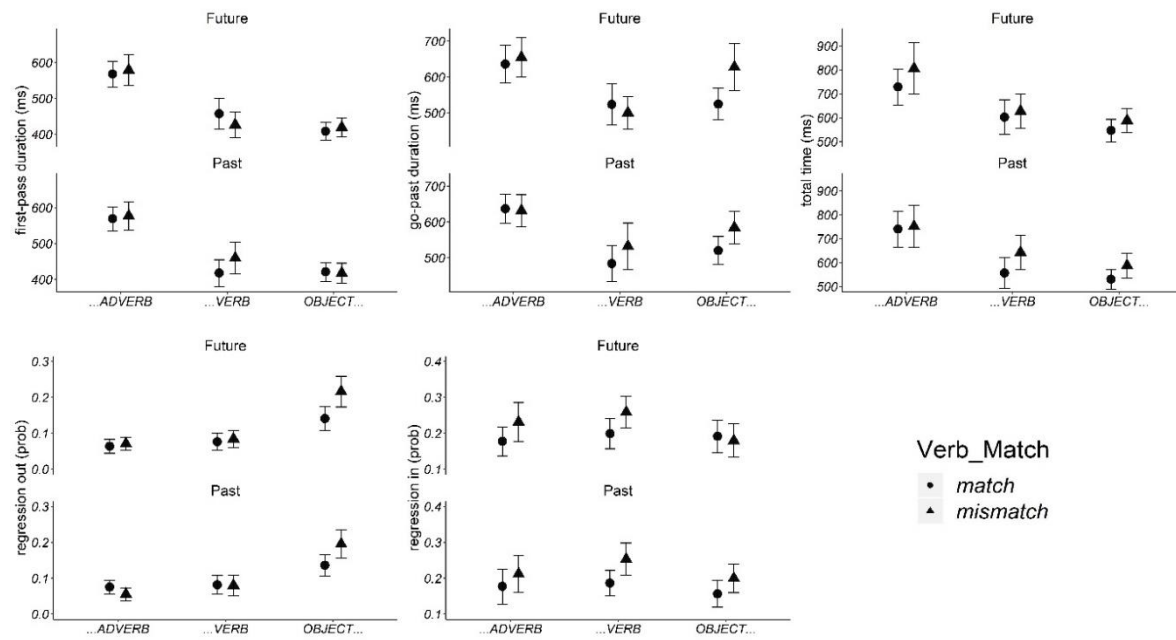 Future
first-pass duration (ms)
600
500
400
Past
600
500
400
...ADVERB ...VERB OBJECT...
Future
go-past duration (ms)
700
600
500
Past
700
600
500
...ADVERB ...VERB OBJECT...
Future
total time (ms)
900
800
700
600
500
Past
900
800
700
600
500
...ADVERB ...VERB OBJECT...
Future
regression out (prob)
0.3
0.2
0.1
0.0
Past
0.3
0.2
0.1
0.0
...ADVERB ...VERB OBJECT...
Future
regression in (prob)
0.4
0.3
0.2
0.1
Past
0.4
0.3
0.2
0.1
...ADVERB ...VERB OBJECT...
Verb_Match
match
mismatch